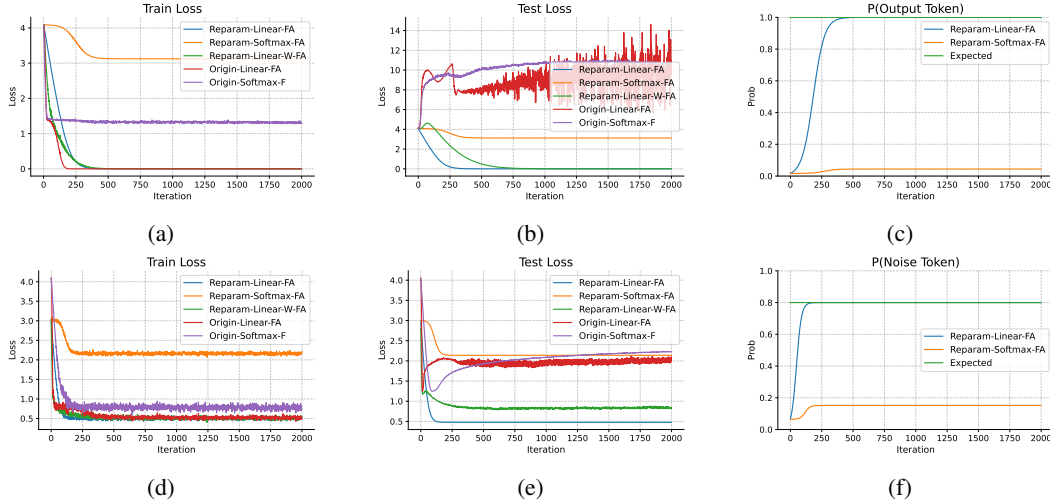 Train Loss
Loss
4
3
2
1
0
Reparam-Linear-FA
Reparam-Softmax-FA
Reparam-Linear-W-FA
Origin-Linear-FA
Origin-Softmax-F
0 250 500 750 1000 1250 1500 1750 2000
Iteration
(a)
Test Loss
Loss
14
12
10
8
6
4
2
0
Reparam-Linear-FA
Reparam-Softmax-FA
Reparam-Linear-W-FA
Origin-Linear-FA
Origin-Softmax-F
0 250 500 750 1000 1250 1500 1750 2000
Iteration
(b)
P(Output Token)
Prob
1.0
0.8
0.6
0.4
0.2
0.0
Reparam-Linear-FA
Reparam-Softmax-FA
Expected
0 250 500 750 1000 1250 1500 1750 2000
Iteration
(c)
Train Loss
Loss
4.0
3.5
3.0
2.5
2.0
1.5
1.0
0.5
Reparam-Linear-FA
Reparam-Softmax-FA
Reparam-Linear-W-FA
Origin-Linear-FA
Origin-Softmax-F
0 250 500 750 1000 1250 1500 1750 2000
Iteration
(d)
Test Loss
Loss
4.0
3.5
3.0
2.5
2.0
1.5
1.0
0.5
Reparam-Linear-FA
Reparam-Softmax-FA
Reparam-Linear-W-FA
Origin-Linear-FA
Origin-Softmax-F
0 250 500 750 1000 1250 1500 1750 2000
Iteration
(e)
P(Noise Token)
Prob
1.0
0.8
0.6
0.4
0.2
0.0
Reparam-Linear-FA
Reparam-Softmax-FA
Expected
0 250 500 750 1000 1250 1500 1750 2000
Iteration
(f)